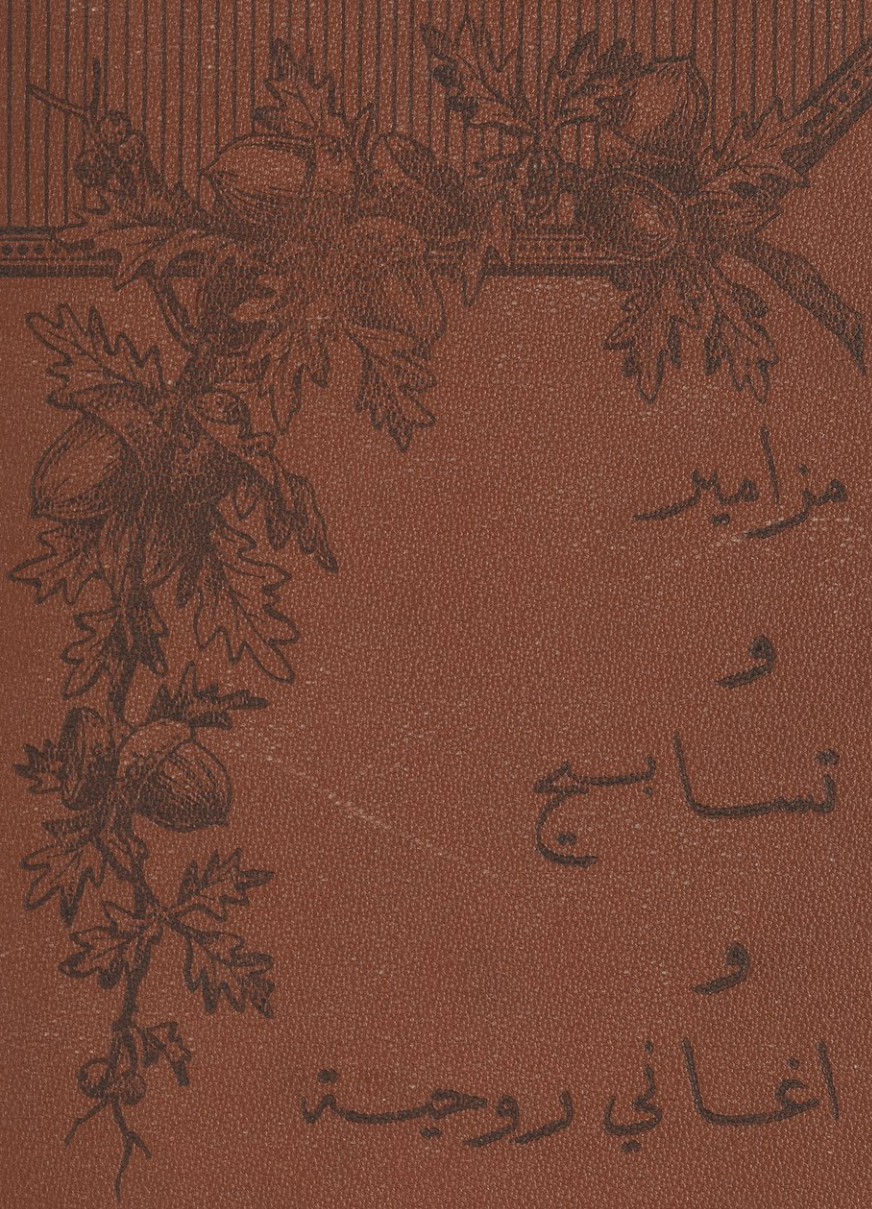 مزامير
و
تسابيح
و
اغاني روحية